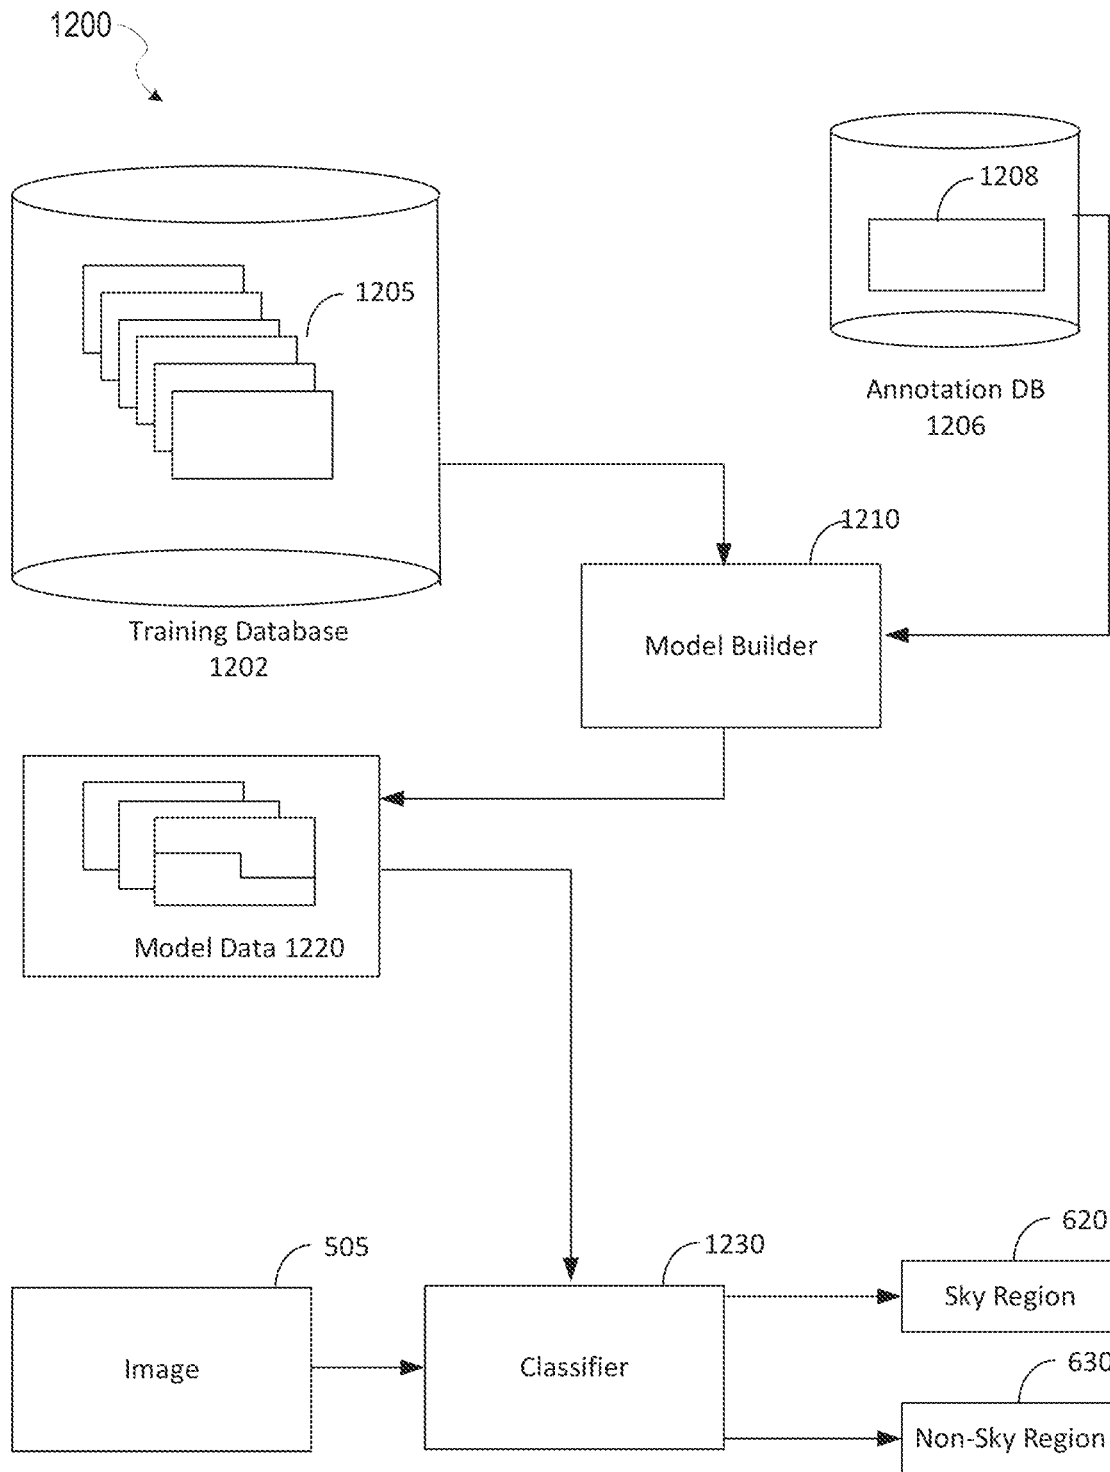 1200
1208
1205
Annotation DB
1206
1210
Training Database
1202
Model Builder
Model Data 1220
505
1230
620
Sky Region
Image
Classifier
630
Non-Sky Region